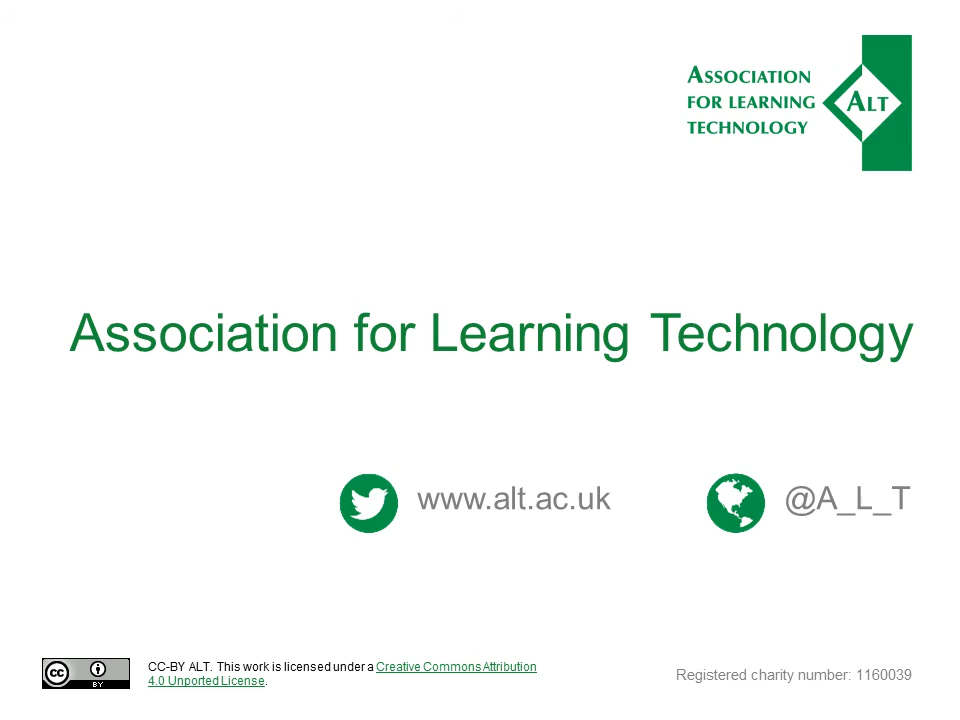 ASSOCIATION
FOR LEARNING
TECHNOLOGY
ALT
Association for Learning Technology
www.alt.ac.uk
@A_L_T
cc
BY
CC-BY ALT. This work is licensed under a Creative Commons Attribution
4.0 Unported License.
Registered charity number: 1160039